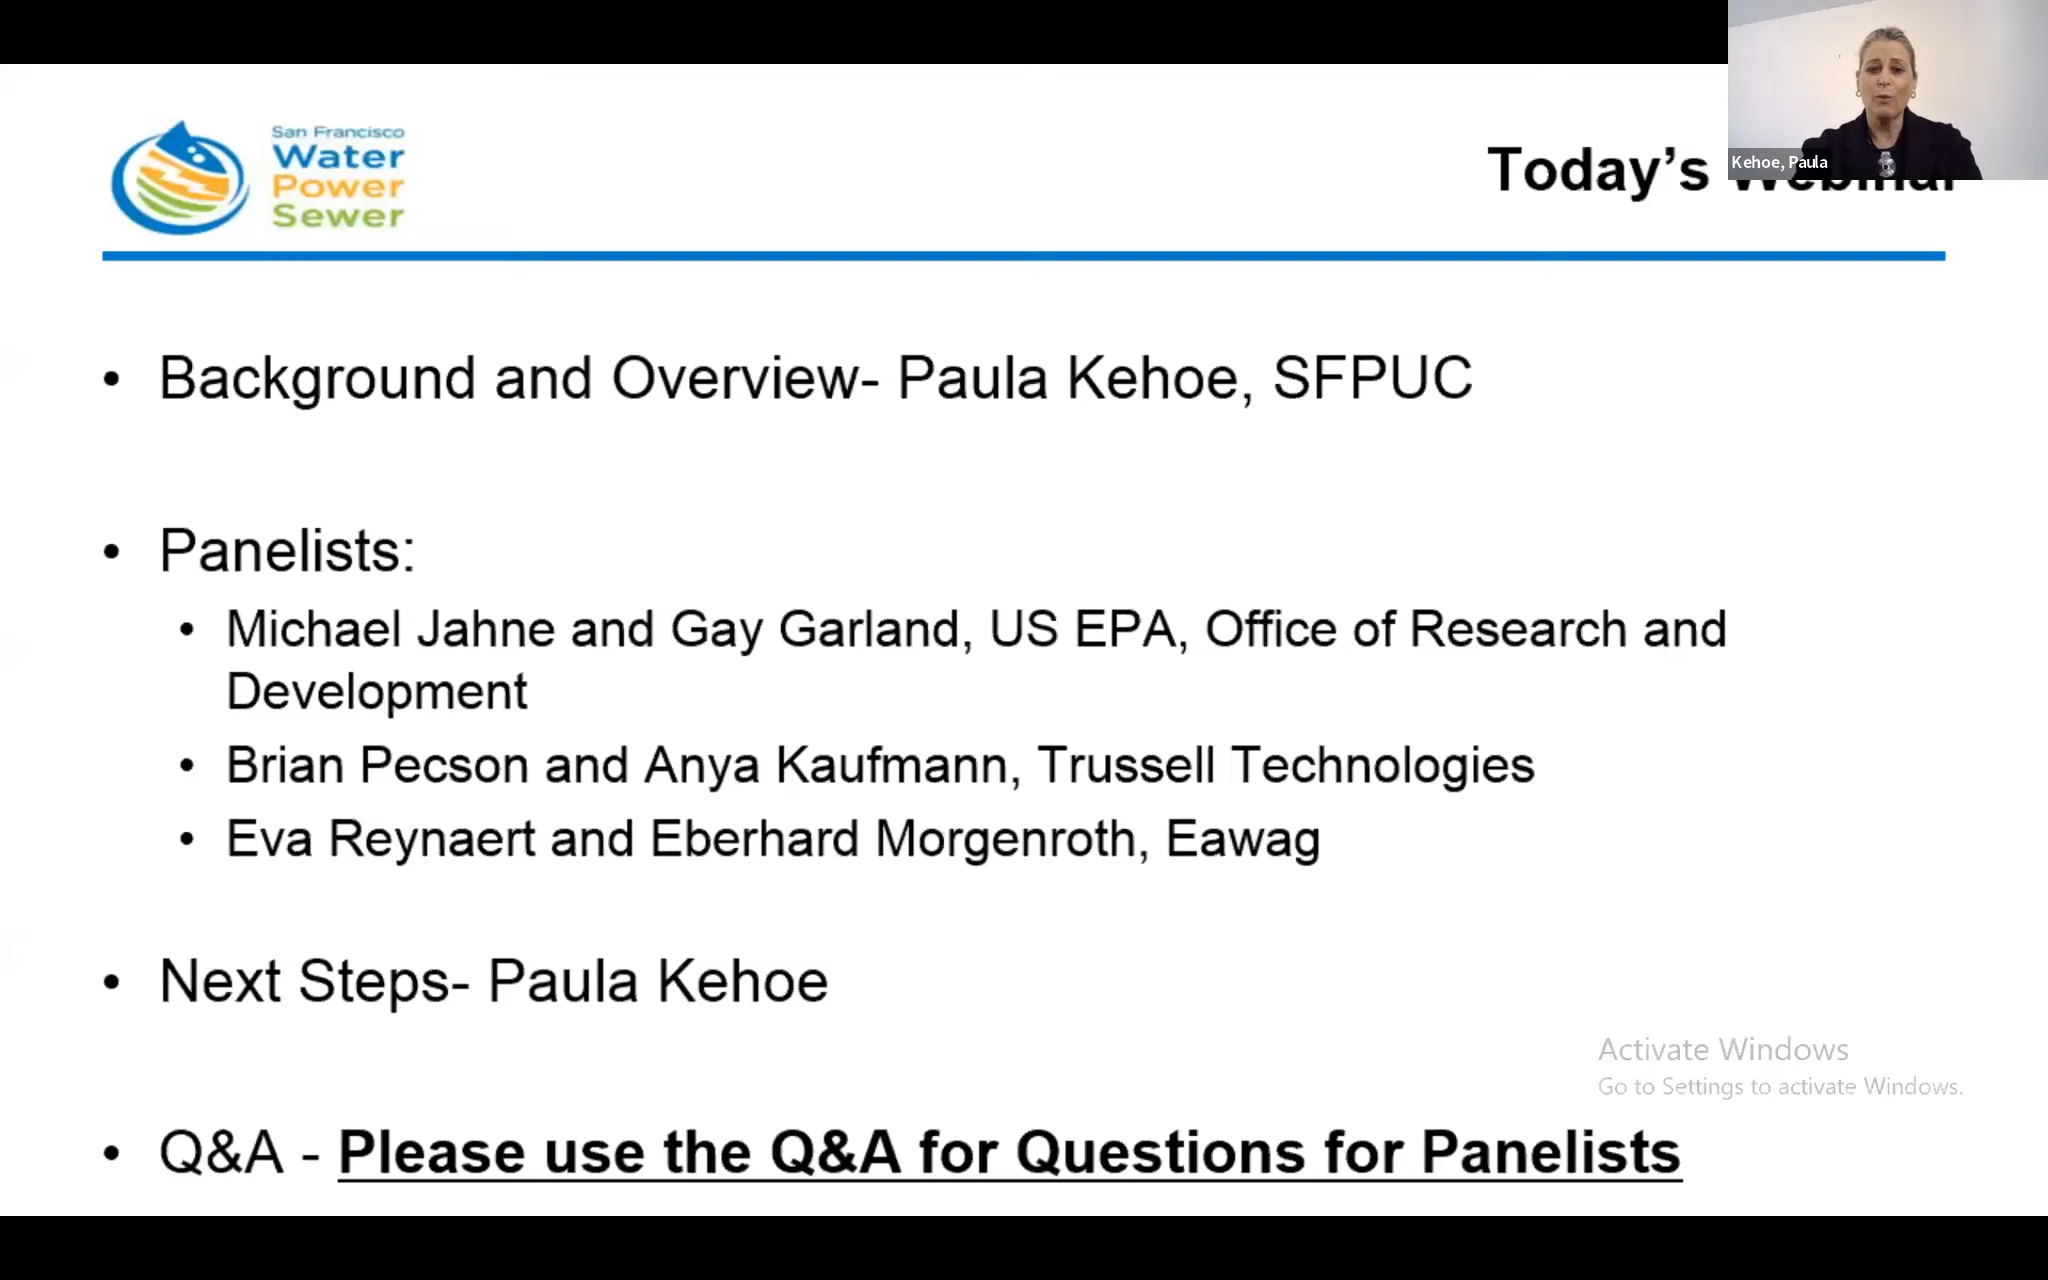 San Francisco
Water
Power
Sewer
Today's Webinar
Kehoe, Paula
• Background and Overview- Paula Kehoe, SFPUC
• Panelists:
• Michael Jahne and Gay Garland, US EPA, Office of Research and
Development
• Brian Pecson and Anya Kaufmann, Trussell Technologies
• Eva Reynaert and Eberhard Morgenroth, Eawag
• Next Steps- Paula Kehoe
Activate Windows
Go to Settings to activate Windows.
• Q&A - Please use the Q&A for Questions for Panelists